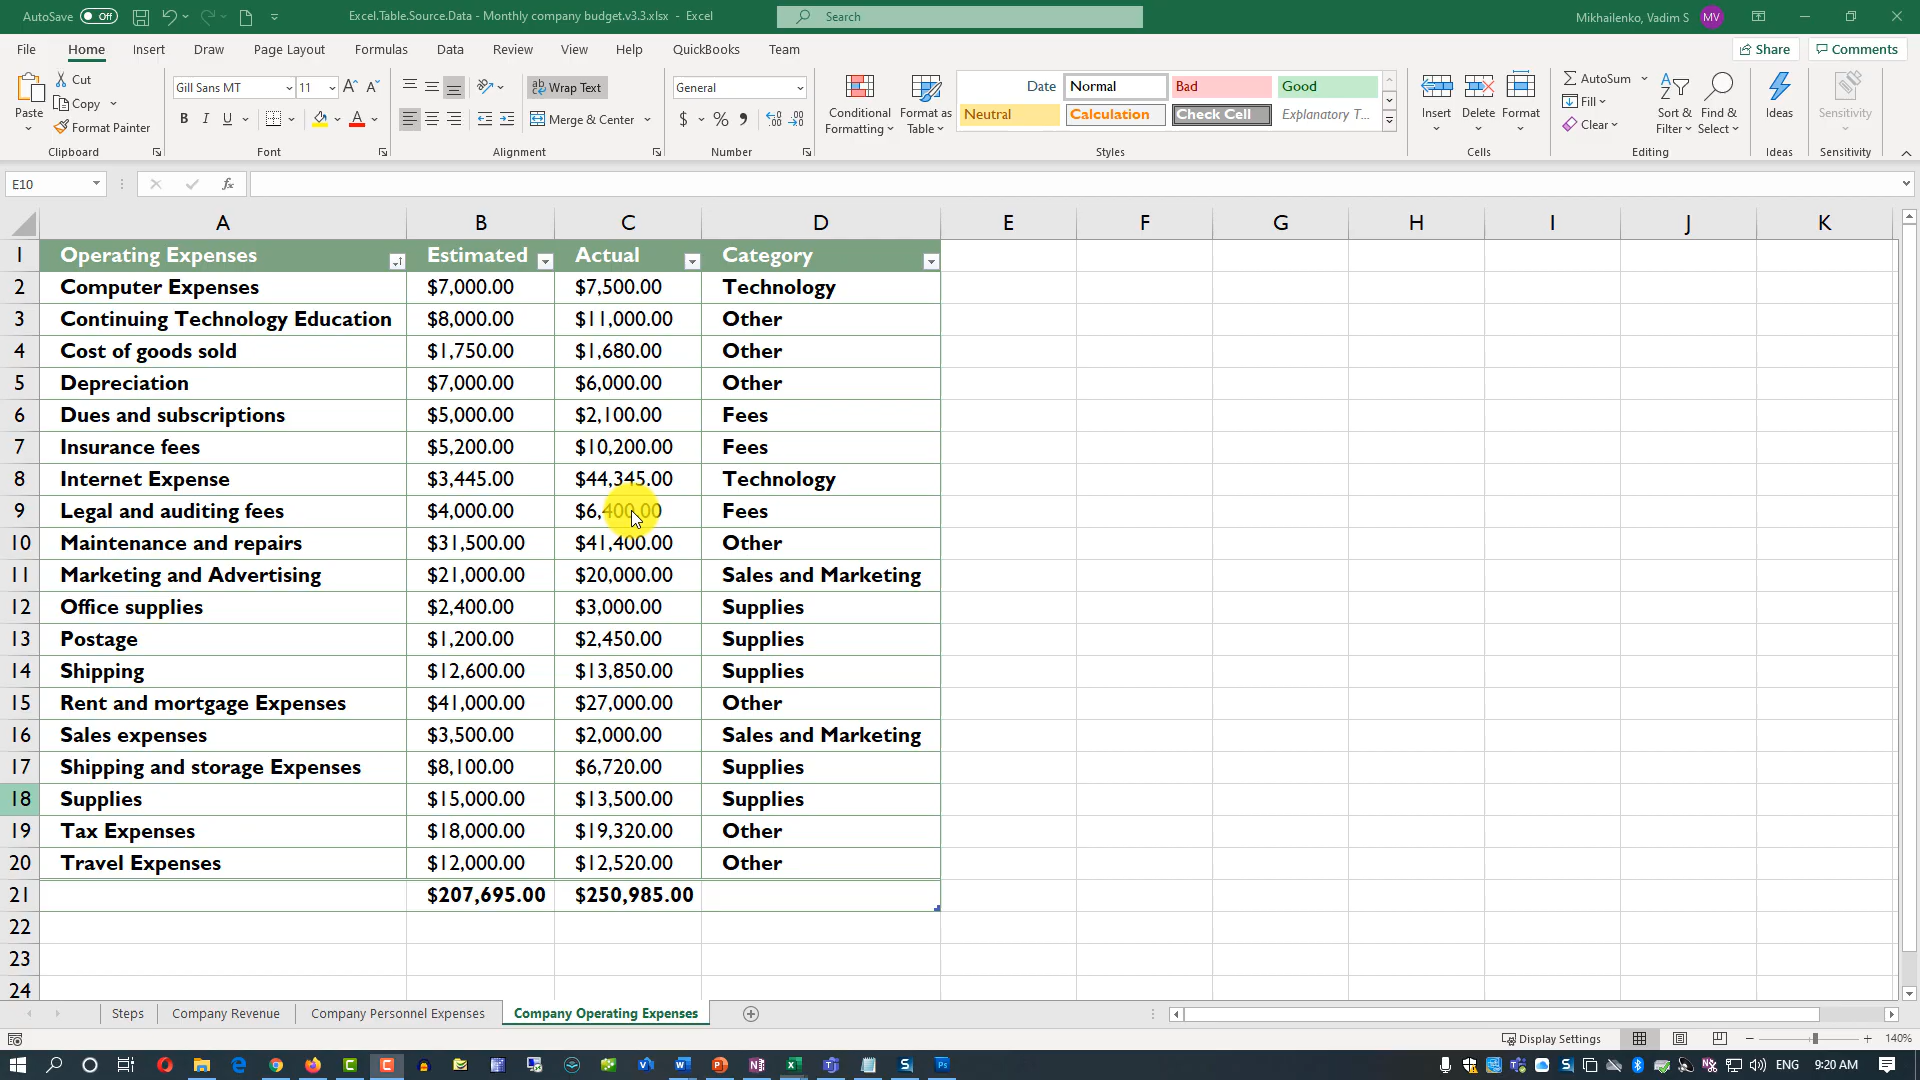 AutoSave Off Excel.Table.Source.Data - Monthly company budget.v3.3.xlsx - Excel Search Mikhailenko, Vadim S MV
File Home Insert Draw Page Layout Formulas Data Review View Help QuickBooks Team Share Comments
Cut Gill Sans MT 11 Wrap Text General Date Normal Bad Good AutoSum
Copy Fill
Paste Format Painter B I U Merge & Center $ % Conditional Formatting Format as Table Neutral Calculation Check Cell Explanatory T... Insert Delete Format Clear Sort & Filter Find & Select Ideas Sensitivity
Clipboard Font Alignment Number Styles Cells Editing Ideas Sensitivity
E10 fx
A B C D E F G H I J K
1 Operating Expenses Estimated Actual Category
2 Computer Expenses $7,000.00 $7,500.00 Technology
3 Continuing Technology Education $8,000.00 $11,000.00 Other
4 Cost of goods sold $1,750.00 $1,680.00 Other
5 Depreciation $7,000.00 $6,000.00 Other
6 Dues and subscriptions $5,000.00 $2,100.00 Fees
7 Insurance fees $5,200.00 $10,200.00 Fees
8 Internet Expense $3,445.00 $44,345.00 Technology
9 Legal and auditing fees $4,000.00 $6,400.00 Fees
10 Maintenance and repairs $31,500.00 $41,400.00 Other
11 Marketing and Advertising $21,000.00 $20,000.00 Sales and Marketing
12 Office supplies $2,400.00 $3,000.00 Supplies
13 Postage $1,200.00 $2,450.00 Supplies
14 Shipping $12,600.00 $13,850.00 Supplies
15 Rent and mortgage Expenses $41,000.00 $27,000.00 Other
16 Sales expenses $3,500.00 $2,000.00 Sales and Marketing
17 Shipping and storage Expenses $8,100.00 $6,720.00 Supplies
18 Supplies $15,000.00 $13,500.00 Supplies
19 Tax Expenses $18,000.00 $19,320.00 Other
20 Travel Expenses $12,000.00 $12,520.00 Other
21 $207,695.00 $250,985.00
22
23
24
Steps Company Revenue Company Personnel Expenses Company Operating Expenses
Display Settings 140%
ENG 9:20 AM